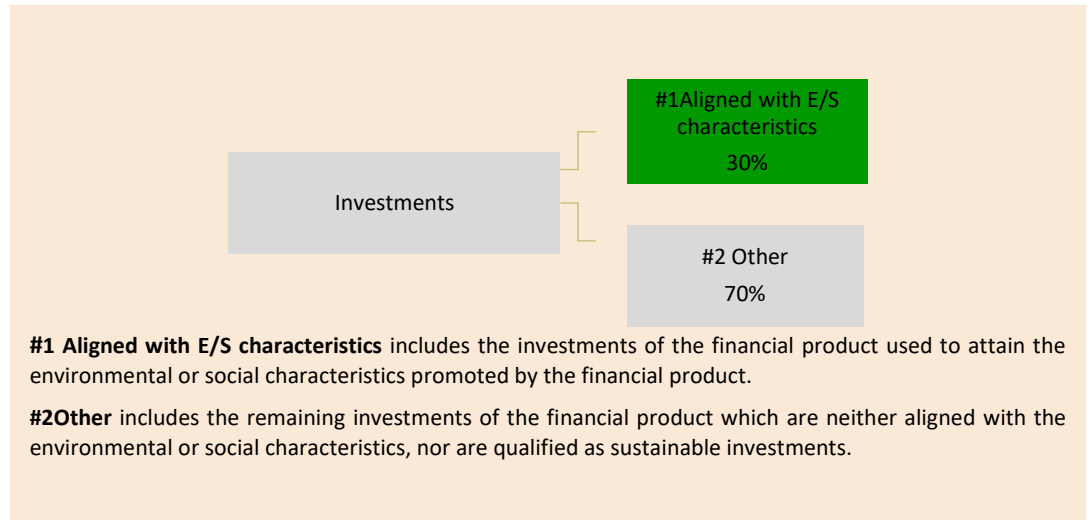 #1Aligned with E/S
characteristics
30%
Investments
#2 Other
70%
#1 Aligned with E/S characteristics includes the investments of the financial product used to attain the
environmental or social characteristics promoted by the financial product.
#2Other includes the remaining investments of the financial product which are neither aligned with the
environmental or social characteristics, nor are qualified as sustainable investments.